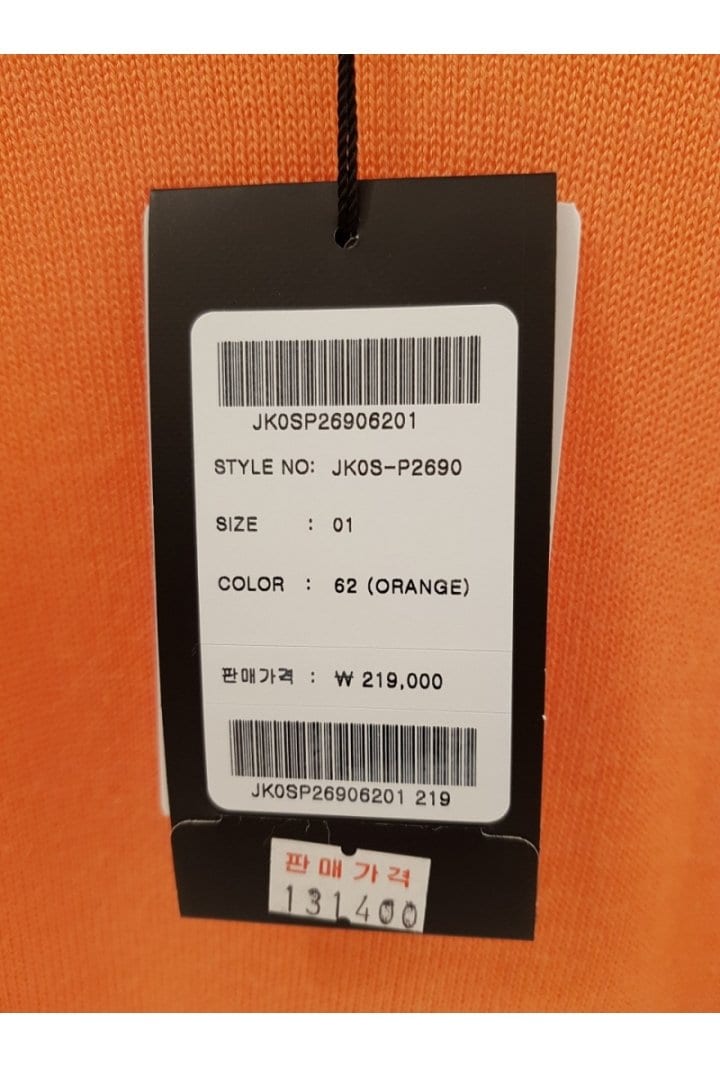 JK0SP26906201
STYLE NO: JK0S-P2690
SIZE : 01
COLOR : 62 (ORANGE)
판매가격 : ₩ 219,000
JK0SP26906201 219
판매가격
131400